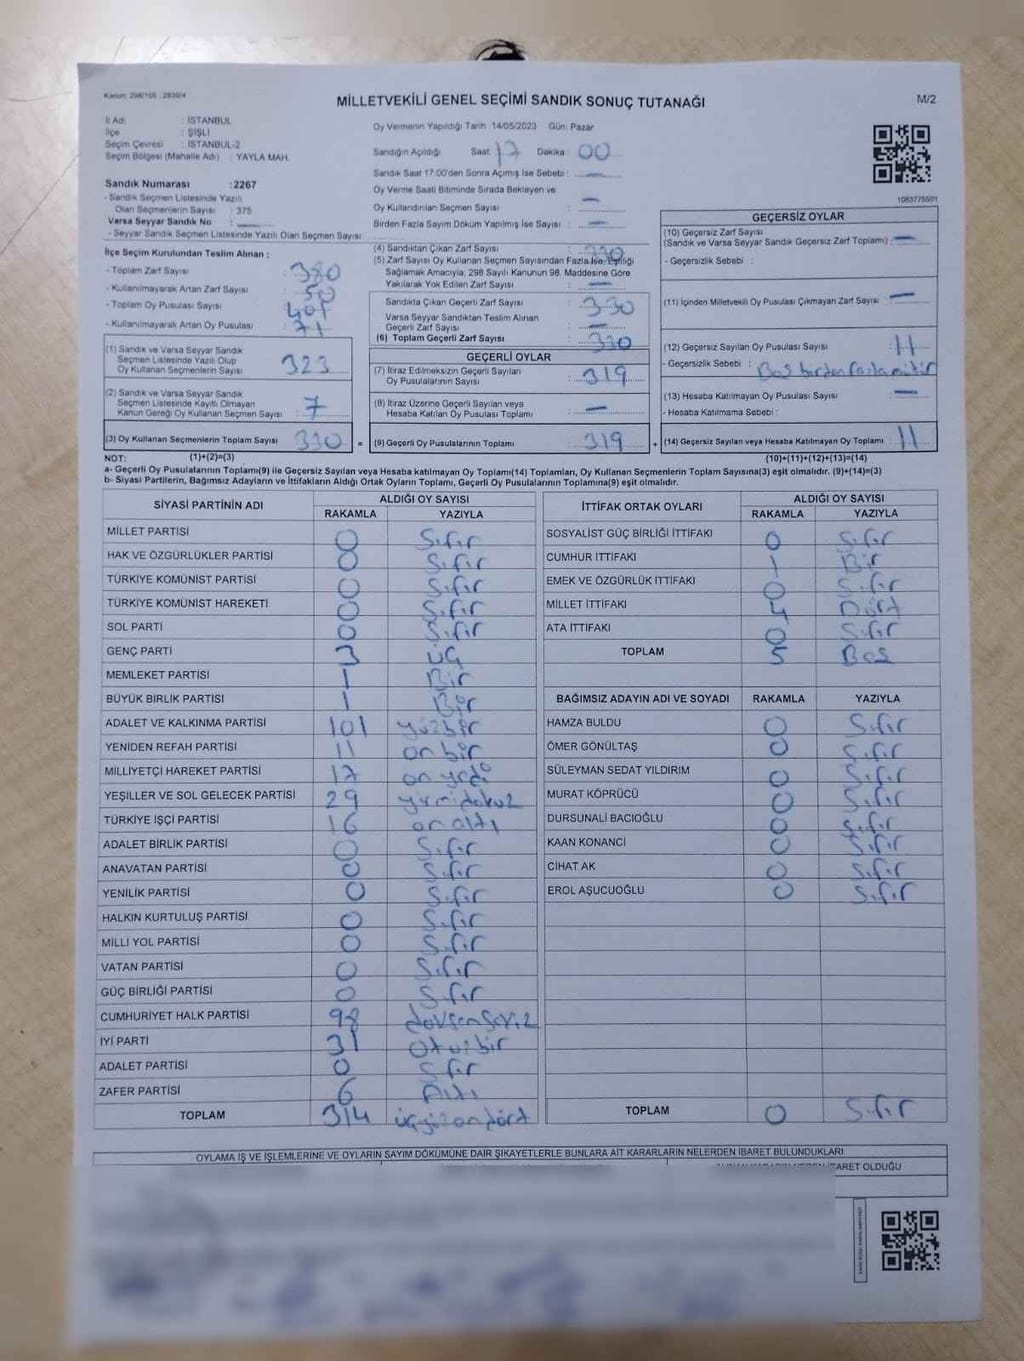 Kanun: 298/105 , 2839/4
MİLLETVEKİLİ GENEL SEÇİMİ SANDIK SONUÇ TUTANAĞI
M/2
İl Adı : İSTANBUL
İlçe : ŞİŞLİ
Seçim Çevresi : İSTANBUL-2
Seçim Bölgesi (Mahalle Adı) : YAYLA MAH.
Sandık Numarası : 2267
- Sandık Seçmen Listesinde Yazılı
Olan Seçmenlerin Sayısı : 375
Varsa Seyyar Sandık No :
- Seyyar Sandık Seçmen Listesinde Yazılı Olan Seçmen Sayısı
Oy Vermenin Yapıldığı Tarih: 14/05/2023 Gün: Pazar
Sandığın Açıldığı Saat: 17 Dakika: 00
Sandık Saat 17:00'den Sonra Açımış İse Sebebi : —
Oy Verme Saati Bitiminde Sırada Bekleyen ve
Oy Kullandırılan Seçmen Sayısı : —
Birden Fazla Sayım Döküm Yapılmış İse Sayısı : —
1083775501
İlçe Seçim Kurulundan Teslim Alınan ;
- Toplam Zarf Sayısı : 380
- Kullanılmayarak Artan Zarf Sayısı : 50
- Toplam Oy Pusulası Sayısı : 401
- Kullanılmayarak Artan Oy Pusulası : 71
(1) Sandık ve Varsa Seyyar Sandık
Seçmen Listesinde Yazılı Olup
Oy Kullanan Seçmenlerin Sayısı : 323
(2) Sandık ve Varsa Seyyar Sandık
Seçmen Listesinde Kayıtlı Olmayan
Kanun Gereği Oy Kullanan Seçmen Sayısı : 7
(3) Oy Kullanan Seçmenlerin Toplam Sayısı 330 =
(4) Sandıktan Çıkan Zarf Sayısı : 330
(5) Zarf Sayısı Oy Kullanan Seçmen Sayısından Fazla İse, Eşitliği
Sağlamak Amacıyla, 298 Sayılı Kanunun 98. Maddesine Göre
Yakılarak Yok Edilen Zarf Sayısı : —
Sandıkta Çıkan Geçerli Zarf Sayısı : 330
Varsa Seyyar Sandıktan Teslim Alınan
Geçerli Zarf Sayısı : —
(6) Toplam Geçerli Zarf Sayısı : 330
GEÇERLİ OYLAR
(7) İtiraz Edilmeksizin Geçerli Sayılan
Oy Pusulalarının Sayısı : 319
(8) İtiraz Üzerine Geçerli Sayılan veya
Hesaba Katılan Oy Pusulası Toplamı : —
(9) Geçerli Oy Pusulalarının Toplamı : 319 +
GEÇERSİZ OYLAR
(10) Geçersiz Zarf Sayısı
(Sandık ve Varsa Seyyar Sandık Geçersiz Zarf Toplamı) : —
- Geçersizlik Sebebi :
(11) İçinden Milletvekili Oy Pusulası Çıkmayan Zarf Sayısı : —
(12) Geçersiz Sayılan Oy Pusulası Sayısı : 11
- Geçersizlik Sebebi :
(13) Hesaba Katılmayan Oy Pusulası Sayısı : —
- Hesaba Katılmama Sebebi :
(14) Geçersiz Sayılan veya Hesaba Katılmayan Oy Toplamı : 11
NOT: (1)+(2)=(3) (10)+(11)+(12)+(13)=(14)
a- Geçerli Oy Pusulalarının Toplamı(9) ile Geçersiz Sayılan veya Hesaba katılmayan Oy Toplamı(14) Toplamları, Oy Kullanan Seçmenlerin Toplam Sayısına(3) eşit olmalıdır. (9)+(14)=(3)
b- Siyasi Partilerin, Bağımsız Adayların ve İttifakların Aldığı Ortak Oyların Toplamı, Geçerli Oy Pusulalarının Toplamına(9) eşit olmalıdır.
SİYASİ PARTİNİN ADI ALDIĞI OY SAYISI
RAKAMLA YAZIYLA
MİLLET PARTİSİ 0 Sıfır
HAK VE ÖZGÜRLÜKLER PARTİSİ 0 Sıfır
TÜRKİYE KOMÜNİST PARTİSİ 0 Sıfır
TÜRKİYE KOMÜNİST HAREKETİ 0 Sıfır
SOL PARTİ 0 Sıfır
GENÇ PARTİ 3 ÜÇ
MEMLEKET PARTİSİ 1 Bir
BÜYÜK BİRLİK PARTİSİ 1 Bir
ADALET VE KALKINMA PARTİSİ 101 yüzbir
YENİDEN REFAH PARTİSİ 11 on bir
MİLLİYETÇİ HAREKET PARTİSİ 17 on yedi
YEŞİLLER VE SOL GELECEK PARTİSİ 29 yirmidokuz
TÜRKİYE İŞÇİ PARTİSİ 16 on altı
ADALET BİRLİK PARTİSİ 0 Sıfır
ANAVATAN PARTİSİ 0 Sıfır
YENİLİK PARTİSİ 0 Sıfır
HALKIN KURTULUŞ PARTİSİ 0 Sıfır
MİLLİ YOL PARTİSİ 0 Sıfır
VATAN PARTİSİ 0 Sıfır
GÜÇ BİRLİĞİ PARTİSİ 0 Sıfır
CUMHURİYET HALK PARTİSİ 98 doksansekiz
İYİ PARTİ 31 Otuzbir
ADALET PARTİSİ 0 Sıfır
ZAFER PARTİSİ 6 Altı
TOPLAM 314 üçyüzondört
İTTİFAK ORTAK OYLARI ALDIĞI OY SAYISI
RAKAMLA YAZIYLA
SOSYALİST GÜÇ BİRLİĞİ İTTİFAKI 0 Sıfır
CUMHUR İTTİFAKI 1 Bir
EMEK VE ÖZGÜRLÜK İTTİFAKI 0 Sıfır
MİLLET İTTİFAKI 4 Dört
ATA İTTİFAKI 0 Sıfır
TOPLAM 5 Beş
BAĞIMSIZ ADAYIN ADI VE SOYADI RAKAMLA YAZIYLA
HAMZA BULDU 0 Sıfır
ÖMER GÖNÜLTAŞ 0 Sıfır
SÜLEYMAN SEDAT YILDIRIM 0 Sıfır
MURAT KÖPRÜCÜ 0 Sıfır
DURSUNALİ BACIOĞLU 0 Sıfır
KAAN KONANCİ 0 Sıfır
CİHAT AK 0 Sıfır
EROL AŞUCUOĞLU 0 Sıfır
TOPLAM 0 Sıfır
OYLAMA İŞ VE İŞLEMLERİNE VE OYLARIN SAYIM DÖKÜMÜNE DAİR ŞİKAYETLERLE BUNLARA AİT KARARLARIN NELERDEN İBARET BULUNDUKLARI
İBARET OLDUĞU